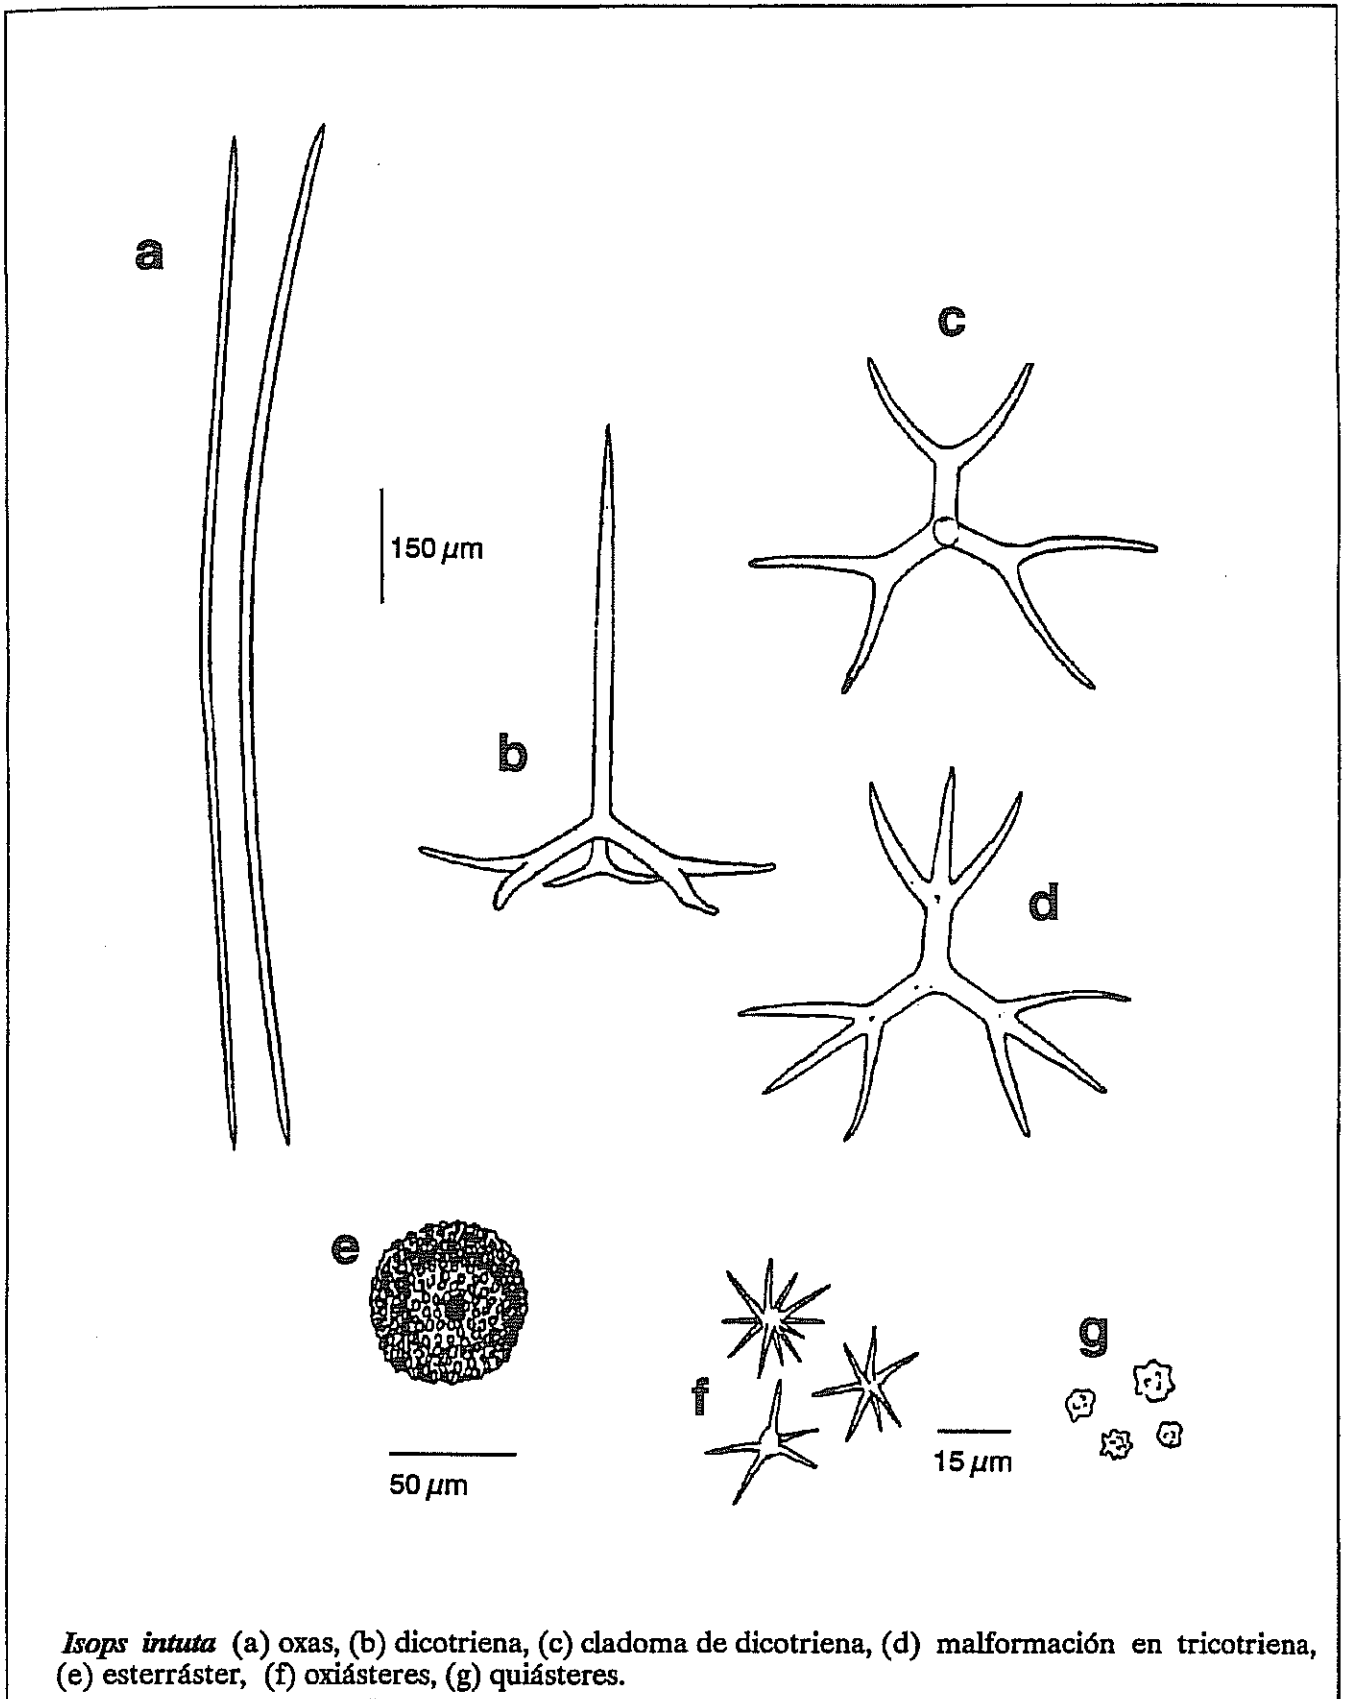 a
c
150 µm
b
d
e
f
g
50 µm
15 µm
Isops intuta (a) oxas, (b) dicotriena, (c) cladoma de dicotriena, (d) malformación en tricotriena,
(e) esterráster, (f) oxiásteres, (g) quiásteres.